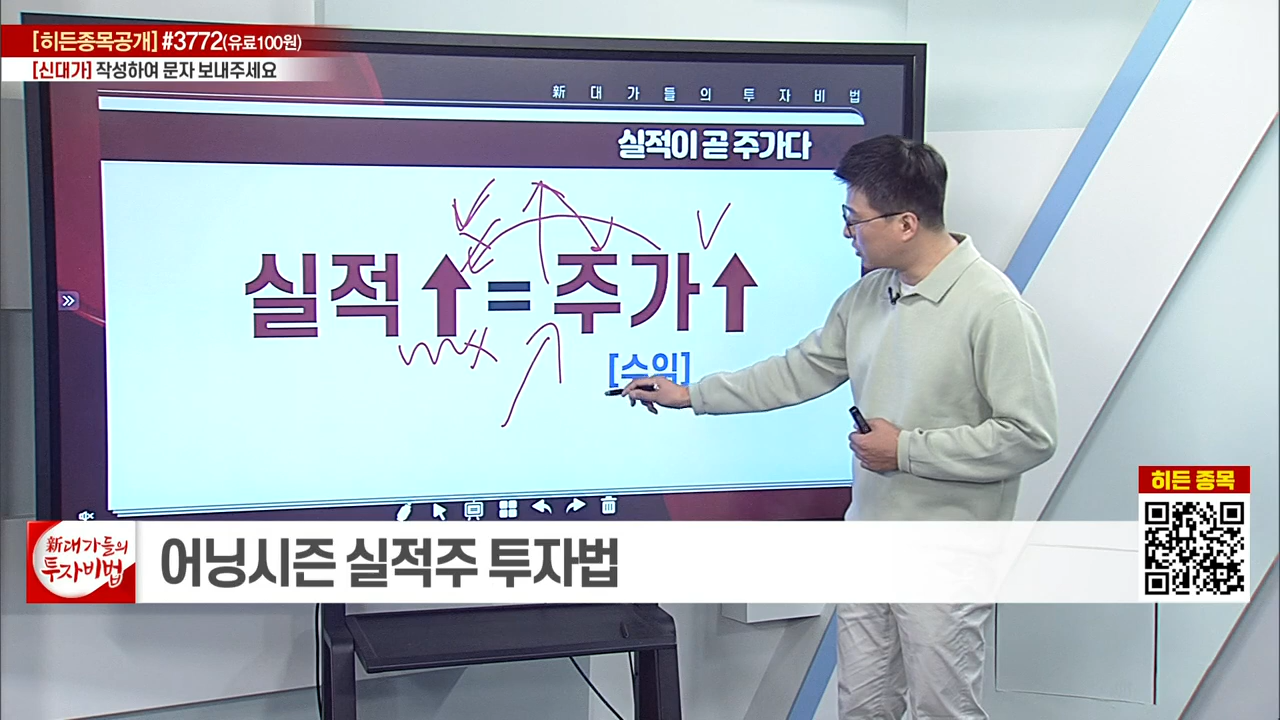 [히든종목공개] #3772(유료100원)
[신대가] 작성하여 문자 보내주세요
新 대 가 들 의 투 자 비 법
실적이 곧 주가다
실적 ↑ = 주가 ↑
히든 종목
新대가들의
투자비법
어닝시즌 실적주 투자법